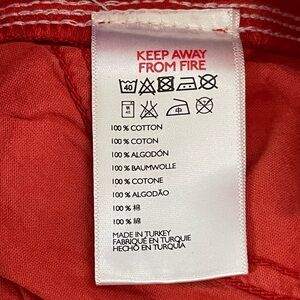 KEEP AWAY
FROM FIRE
40
中
100% COTTON
100% COTON
100% ALGODÓN
100% BAUMWOLLE
100% COTONE
100% ALGODÃO
100% 棉
100% 綿
MADE IN TURKEY
FABRIQUÉ EN TURQUIE
HECHO EN TURQUÍA